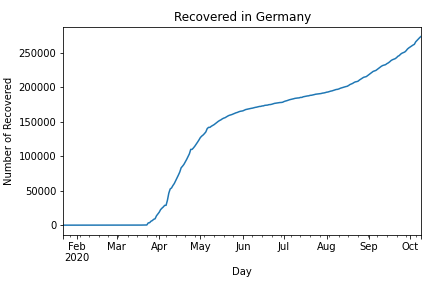 Recovered in Germany
Number of Recovered
250000
200000
150000
100000
50000
0
Feb Mar Apr May Jun Jul Aug Sep Oct
2020
Day